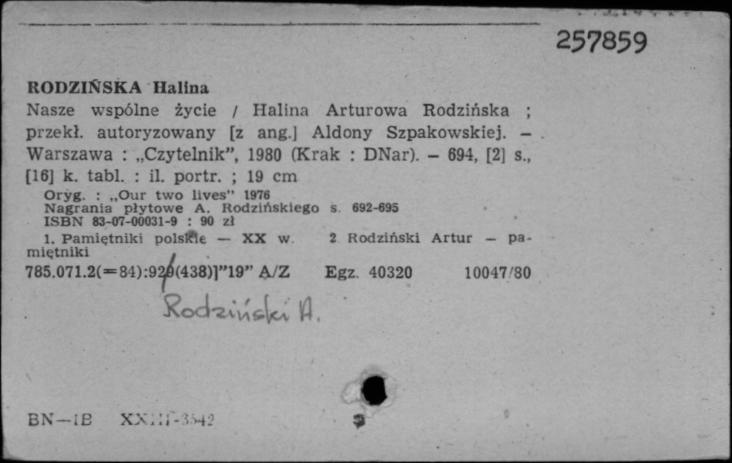 257859
RODZIŃSKA Halina
Nasze wspólne życie / Halina Arturowa Rodzińska ;
przekł. autoryzowany [z ang.] Aldony Szpakowskiej. —
Warszawa : „Czytelnik”, 1980 (Krak : DNar). — 694, [2] s.,
[16] k. tabl. : il. portr. ; 19 cm
Oryg. : „Our two lives” 1976
Nagrania płytowe A. Rodzińskiego s. 692-695
ISBN 83-07-00031-9 : 90 zł
1. Pamiętniki polskie — XX w. 2 Rodziński Artur — pa-
miętniki
785.071.2(=84):929(438)]”19” A/Z Egz. 40320 10047/80
Rodziński A.
BN—IB XXIII-3542